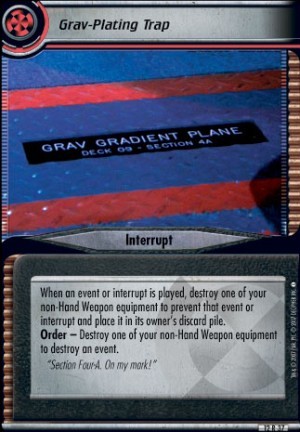 Grav-Plating Trap
GRAV GRADIENT PLANE
DECK 09 - SECTION 4A
Interrupt
When an event or interrupt is played, destroy one of your
non-Hand Weapon equipment to prevent that event or
interrupt and place it in its owner's discard pile.
Order – Destroy one of your non-Hand Weapon equipment
to destroy an event.
"Section Four-A. On my mark!"
12 R 37